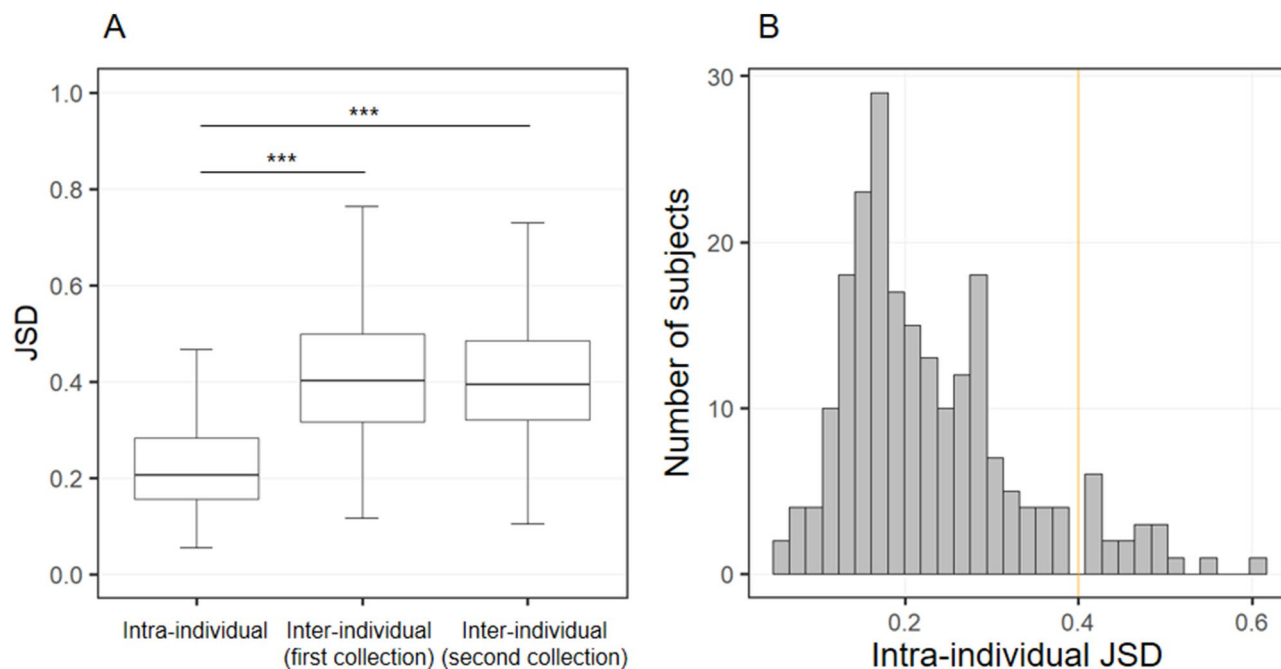 A
JSD
1.0
0.8
0.6
0.4
0.2
0.0
***
***
Intra-individual
Inter-individual
(first collection)
Inter-individual
(second collection)
B
Number of subjects
30
20
10
0
0.2
0.4
0.6
Intra-individual JSD